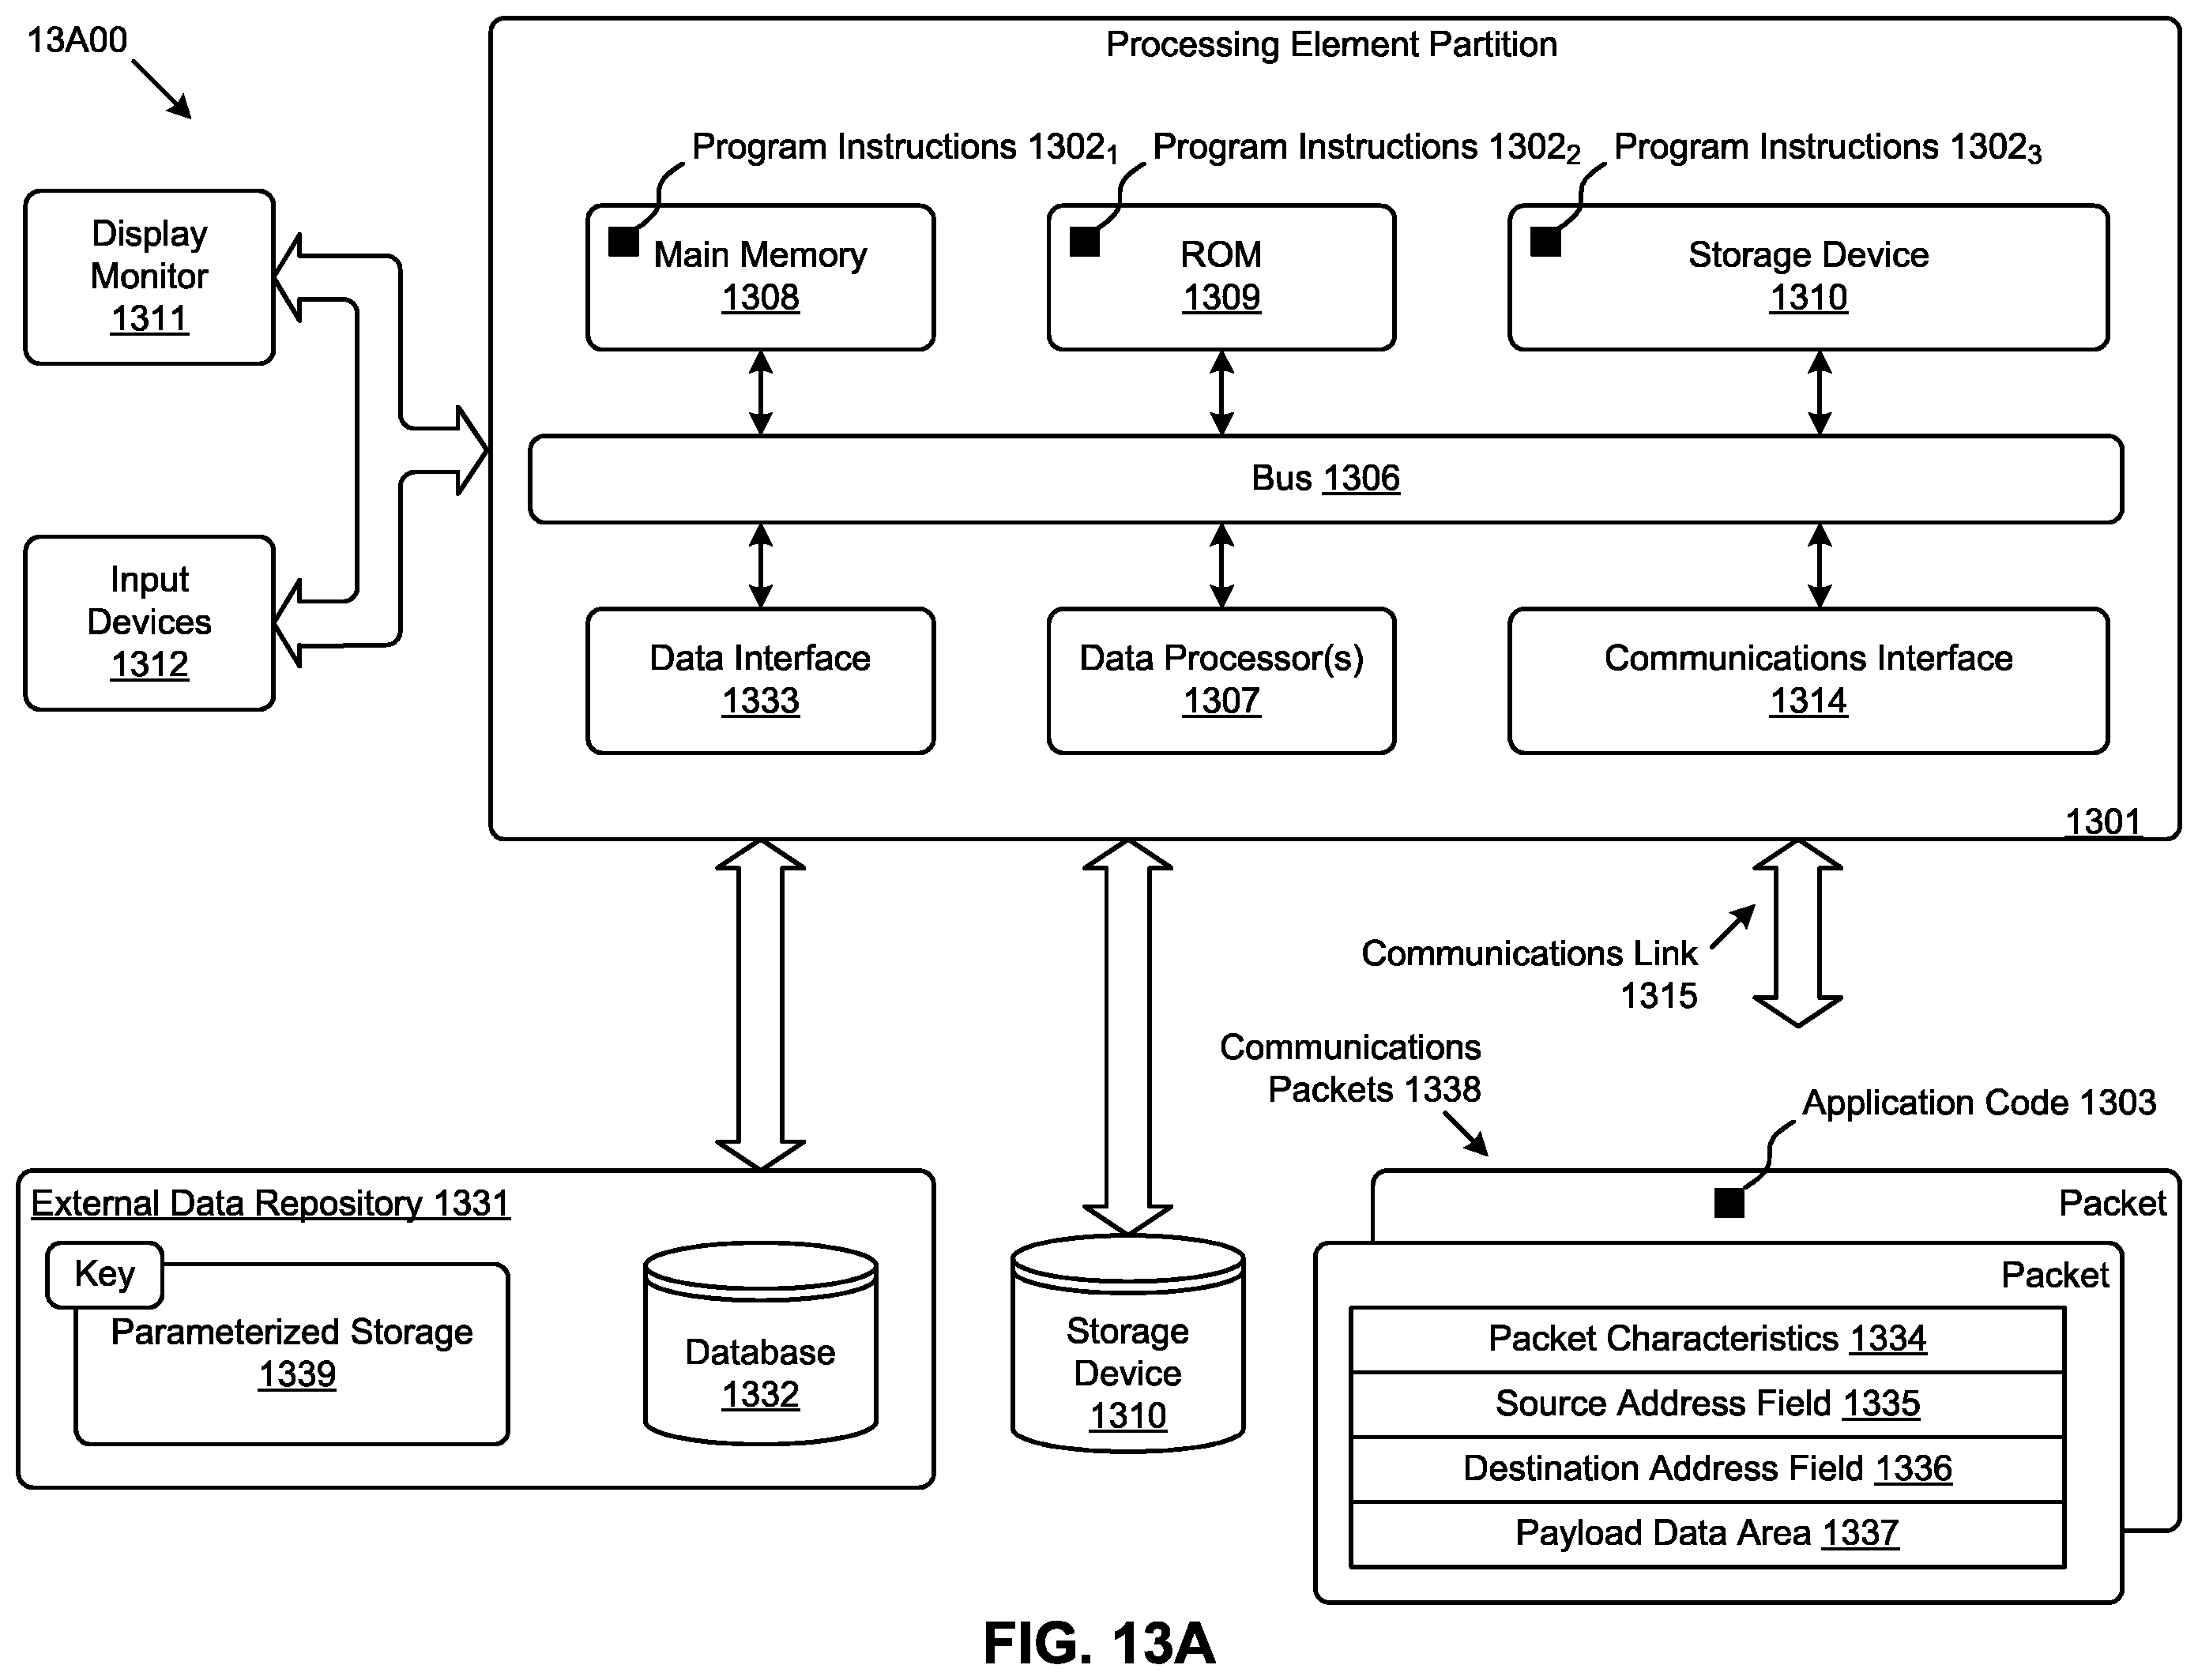 13A00
Processing Element Partition
Program Instructions 1302₁
Program Instructions 1302₂
Program Instructions 1302₃
Display
Monitor
1311
Main Memory
1308
ROM
1309
Storage Device
1310
Bus 1306
Input
Devices
1312
Data Interface
1333
Data Processor(s)
1307
Communications Interface
1314
1301
Communications Link
1315
Communications
Packets 1338
Application Code 1303
External Data Repository 1331
Key
Parameterized Storage
1339
Database
1332
Storage
Device
1310
Packet
Packet
Packet Characteristics 1334
Source Address Field 1335
Destination Address Field 1336
Payload Data Area 1337
FIG. 13A